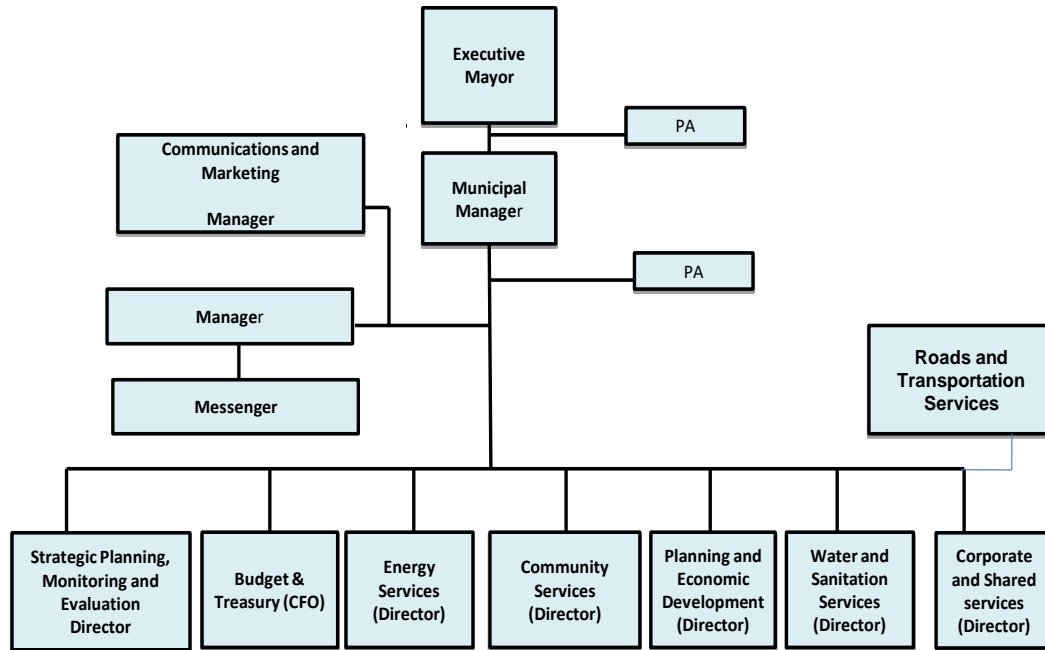 Executive
Mayor
PA
Communications and
Marketing
Manager
Municipal
Manager
PA
Manager
Messenger
Roads and
Transportation
Services
Strategic Planning,
Monitoring and
Evaluation
Director
Budget &
Treasury (CFO)
Energy
Services
(Director)
Community
Services
(Director)
Planning and
Economic
Development
(Director)
Water and
Sanitation
Services
(Director)
Corporate
and Shared
services
(Director)